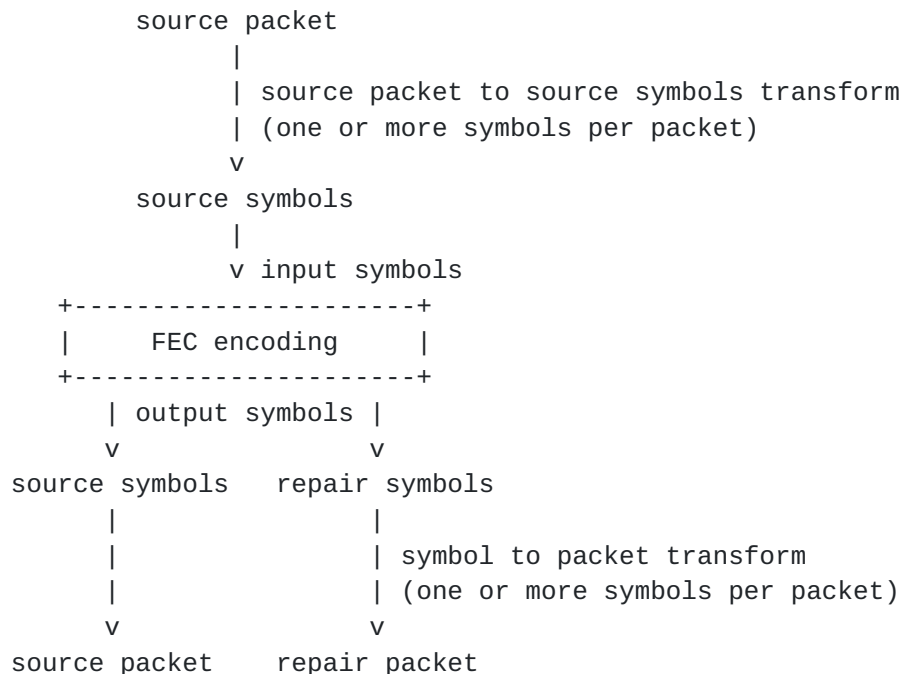 source packet
|
| source packet to source symbols transform
| (one or more symbols per packet)
v
source symbols
|
v input symbols
+----------------------+
|     FEC encoding     |
+----------------------+
| output symbols |
v                v
source symbols   repair symbols
|                |
|                | symbol to packet transform
|                | (one or more symbols per packet)
v                v
source packet    repair packet